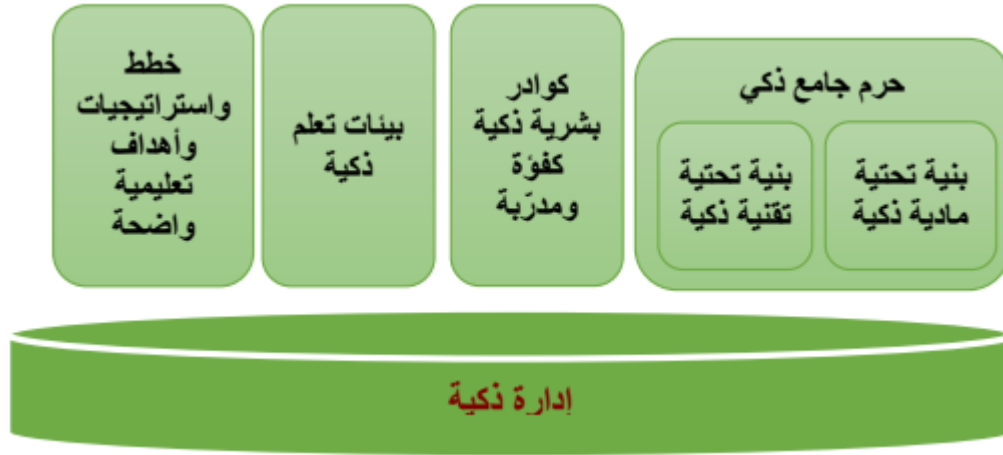 حرم جامع ذكي
بنية تحتية
مادية ذكية
بنية تحتية
تقنية ذكية
كوادر
بشرية ذكية
كفؤة
ومدرّبة
بيئات تعلم
ذكية
خطط
واستراتيجيات
وأهداف
تعليمية
واضحة
إدارة ذكية